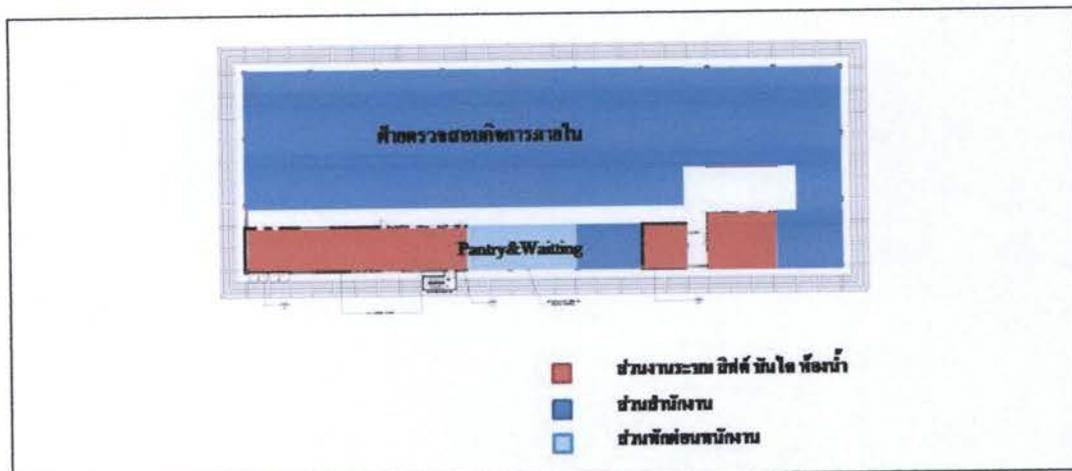 ฝ่ายตรวจสอบกิจการภายใน
Pantry&Waitting
ส่วนงานระบบ ลิฟต์ บันได ห้องน้ำ
ส่วนสำนักงาน
ส่วนพักผ่อนพนักงาน